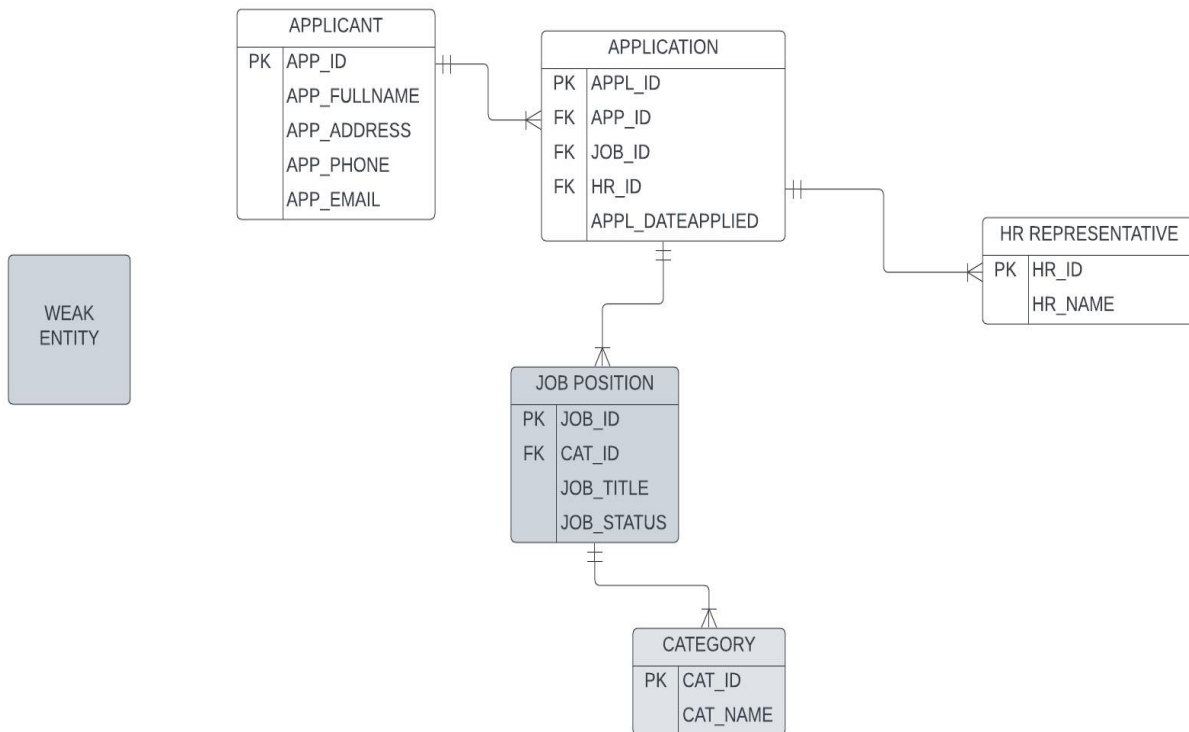 APPLICANT
PK APP_ID
APP_FULLNAME
APP_ADDRESS
APP_PHONE
APP_EMAIL
APPLICATION
PK APPL_ID
FK APP_ID
FK JOB_ID
FK HR_ID
APPL_DATEAPPLIED
HR REPRESENTATIVE
PK HR_ID
HR_NAME
WEAK
ENTITY
JOB POSITION
PK JOB_ID
FK CAT_ID
JOB_TITLE
JOB_STATUS
CATEGORY
PK CAT_ID
CAT_NAME